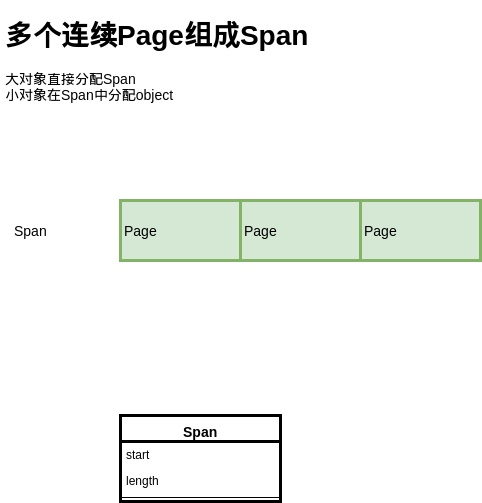 多个连续Page组成Span
大对象直接分配Span
小对象在Span中分配object
Span Page Page Page
Span
start
length